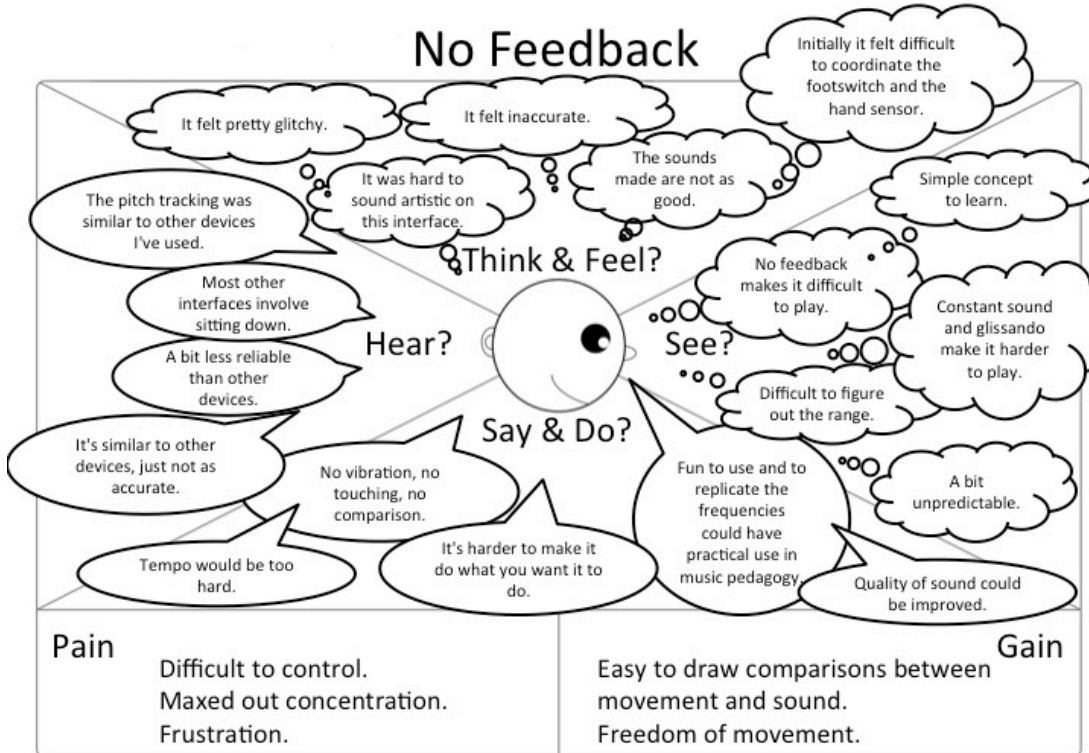 No Feedback
Initially it felt difficult
to coordinate the
footswitch and the
hand sensor.
It felt pretty glitchy.
It felt inaccurate.
It was hard to
sound artistic on
this interface.
The sounds
made are not as
good.
Simple concept
to learn.
The pitch tracking was
similar to other devices
I've used.
Think & Feel?
No feedback
makes it difficult
to play.
Most other
interfaces involve
sitting down.
Hear?
See?
Constant sound
and glissando
make it harder
to play.
A bit less reliable
than other
devices.
Difficult to figure
out the range.
Say & Do?
It's similar to other
devices, just not as
accurate.
No vibration, no
touching, no
comparison.
Fun to use and to
replicate the
frequencies
could have
practical use in
music pedagogy.
A bit
unpredictable.
Tempo would be too
hard.
It's harder to make it
do what you want it to
do.
Quality of sound could
be improved.
Pain
Difficult to control.
Maxed out concentration.
Frustration.
Gain
Easy to draw comparisons between
movement and sound.
Freedom of movement.